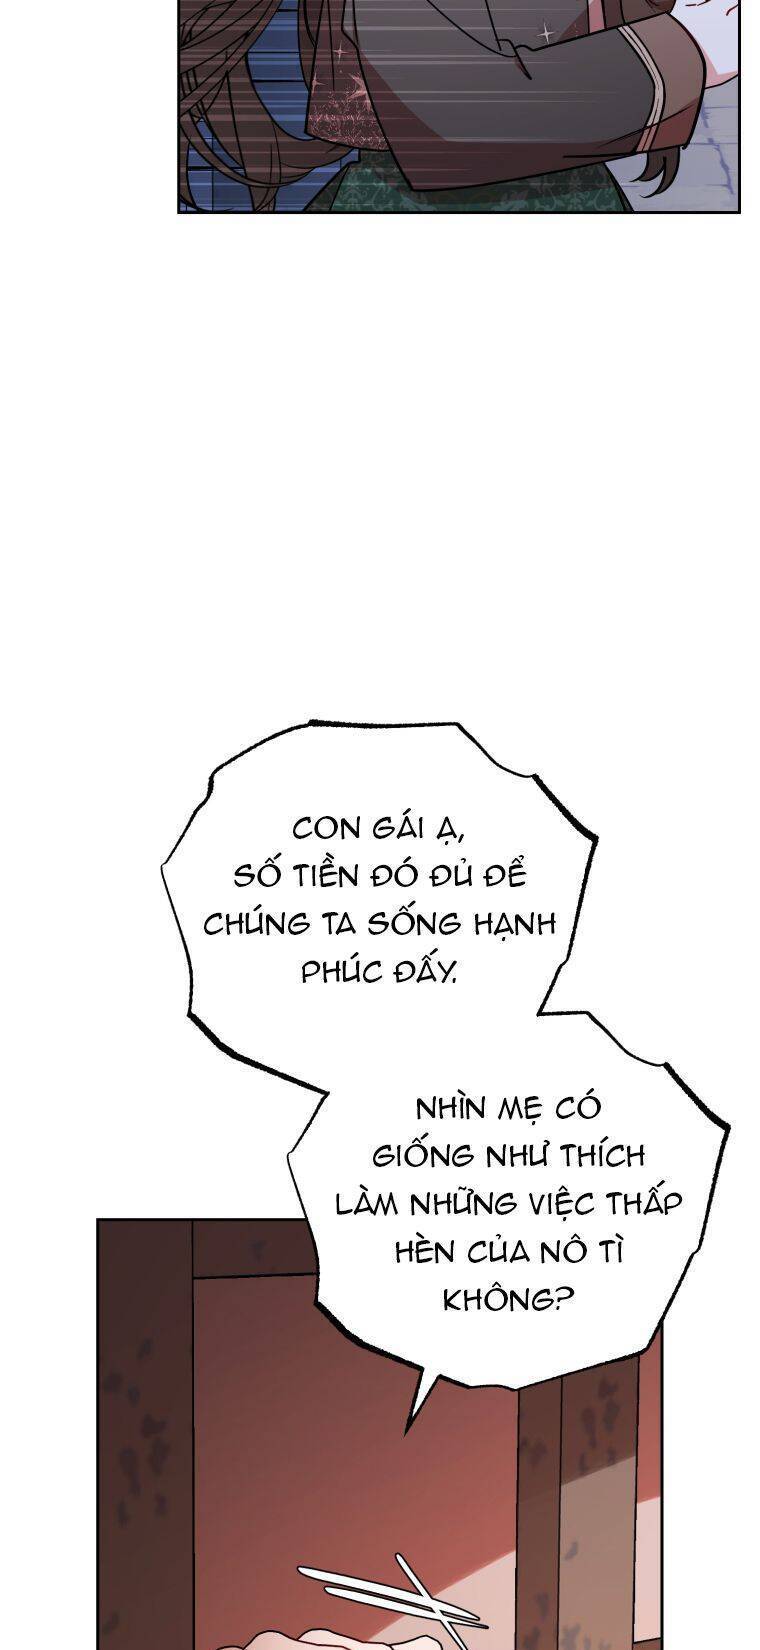 CON GÁI Ạ,
SỐ TIỀN ĐÓ ĐỦ ĐỂ
CHÚNG TA SỐNG HẠNH
PHÚC ĐẤY.
NHÌN MẸ CÓ
GIỐNG NHƯ THÍCH
LÀM NHỮNG VIỆC THẤP
HÈN CỦA NÔ TÌ
KHÔNG?